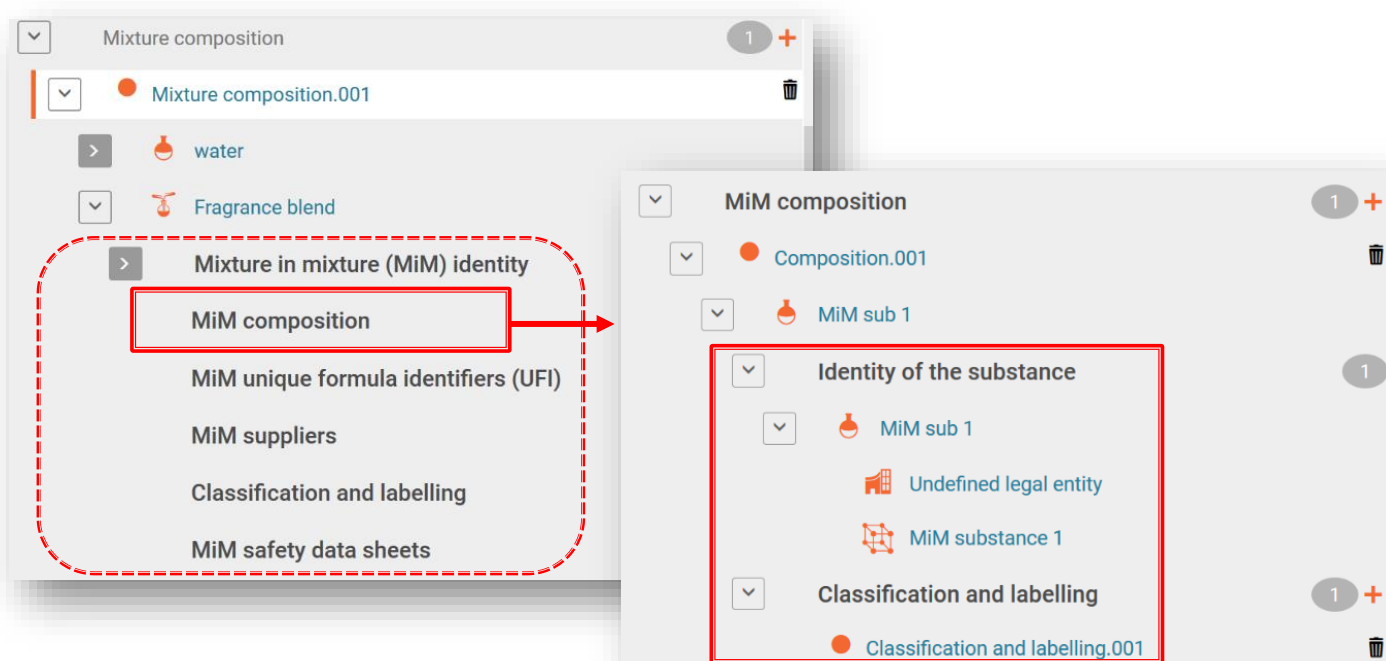 Mixture composition
1
Mixture composition.001
water
Fragrance blend
Mixture in mixture (MiM) identity
MiM composition
MiM unique formula identifiers (UFI)
MiM suppliers
Classification and labelling
MiM safety data sheets
MiM composition
1
Composition.001
MiM sub 1
Identity of the substance
1
MiM sub 1
Undefined legal entity
MiM substance 1
Classification and labelling
1
Classification and labelling.001